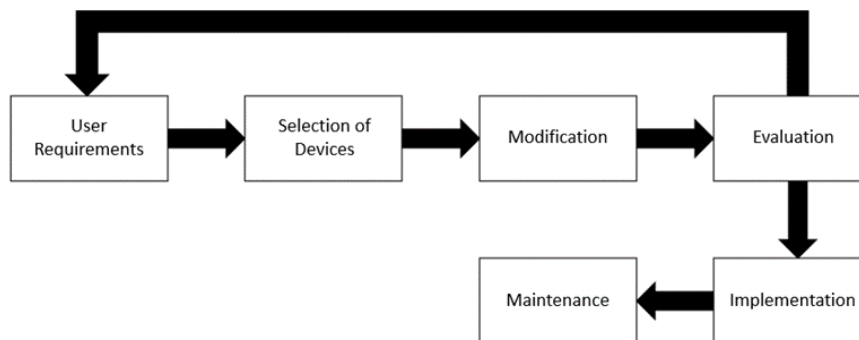 User
Requirements
Selection of
Devices
Modification
Evaluation
Maintenance
Implementation